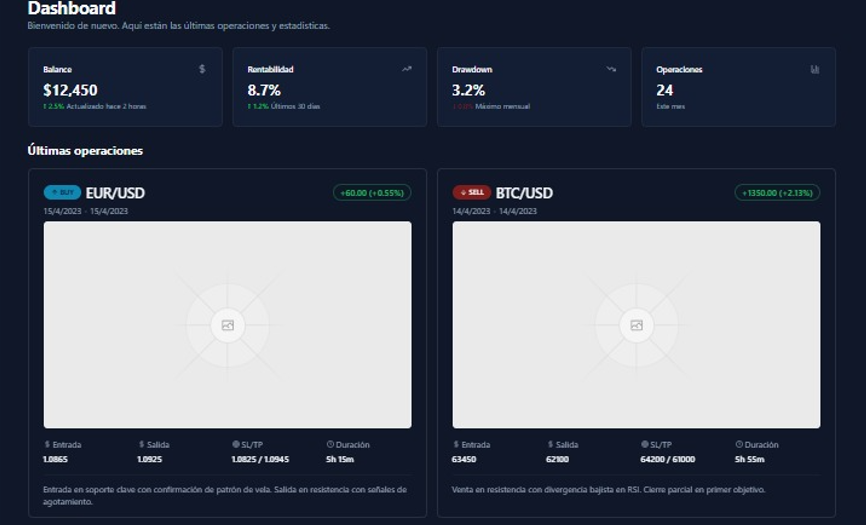 Dashboard
Bienvenido de nuevo. Aquí están las últimas operaciones y estadísticas.
Balance
$
$12,450
↑ 2.5% Actualizado hace 2 horas
Rentabilidad
8.7%
↑ 1.2% Últimos 30 días
Drawdown
3.2%
Máximo mensual
Operaciones
24
Este mes
Últimas operaciones
↑ BUY EUR/USD +60.00 (+0.55%)
15/4/2023 · 15/4/2023
$ Entrada $ Salida SL/TP Duración
1.0865 1.0925 1.0825 / 1.0945 5h 15m
Entrada en soporte clave con confirmación de patrón de vela. Salida en resistencia con señales de
agotamiento.
↓ SELL BTC/USD +1350.00 (+2.13%)
14/4/2023 · 14/4/2023
$ Entrada $ Salida SL/TP Duración
63450 62100 64200 / 61000 5h 55m
Venta en resistencia con divergencia bajista en RSI. Cierre parcial en primer objetivo.